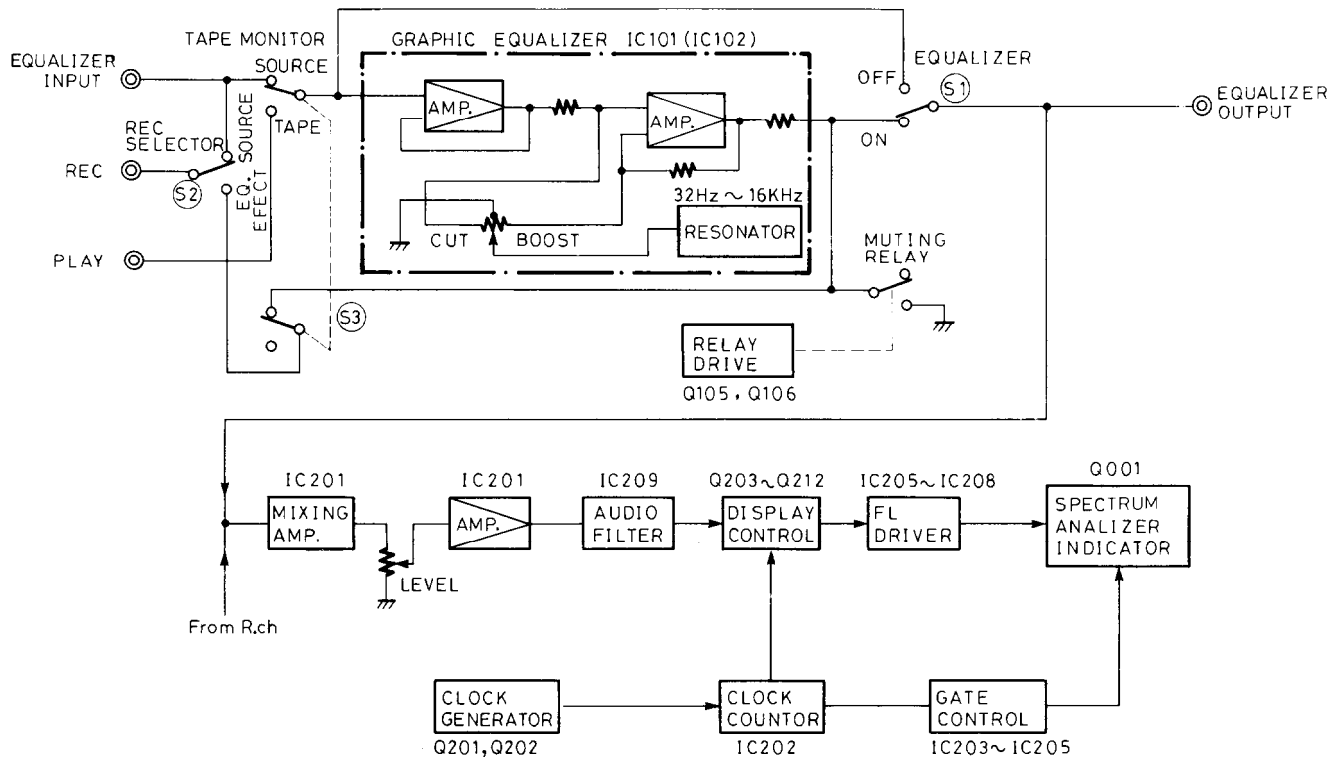 TAPE MONITOR
GRAPHIC EQUALIZER IC101(IC102)
EQUALIZER
INPUT
SOURCE
TAPE
REC
SELECTOR
SOURCE
EQ.
EFFECT
REC
S2
PLAY
S3
AMP.
AMP.
CUT
BOOST
32Hz～16KHz
RESONATOR
EQUALIZER
OFF
ON
S1
EQUALIZER
OUTPUT
MUTING
RELAY
RELAY
DRIVE
Q105, Q106
IC201
MIXING
AMP.
LEVEL
From R.ch
IC201
AMP.
IC209
AUDIO
FILTER
Q203～Q212
DISPLAY
CONTROL
IC205～IC208
FL
DRIVER
Q001
SPECTRUM
ANALIZER
INDICATOR
CLOCK
GENERATOR
Q201,Q202
CLOCK
COUNTOR
IC202
GATE
CONTROL
IC203～IC205